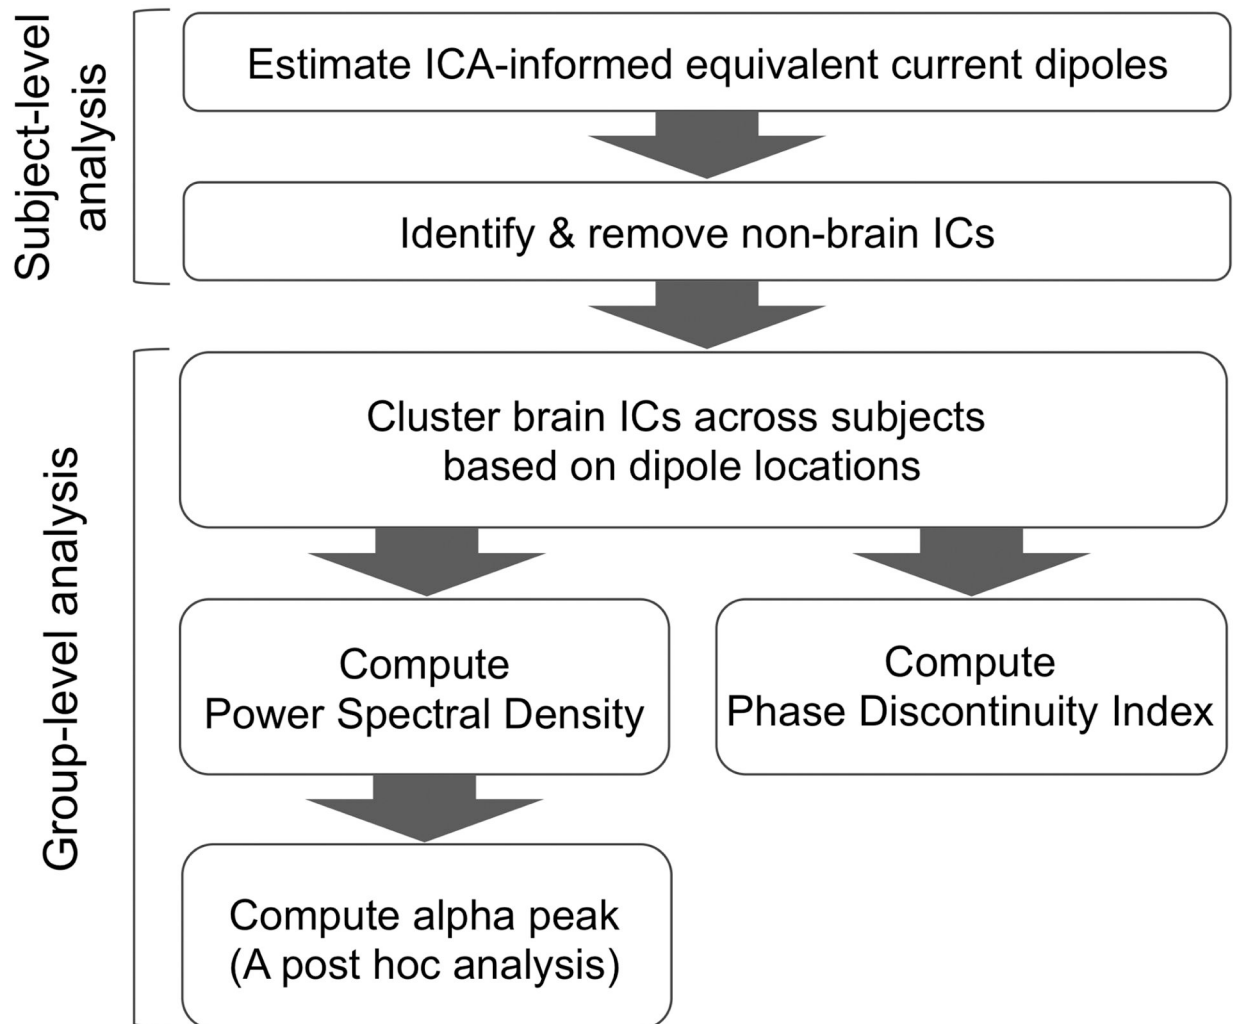 Subject-level
analysis
Estimate ICA-informed equivalent current dipoles
Identify & remove non-brain ICs
Group-level analysis
Cluster brain ICs across subjects
based on dipole locations
Compute
Power Spectral Density
Compute
Phase Discontinuity Index
Compute alpha peak
(A post hoc analysis)